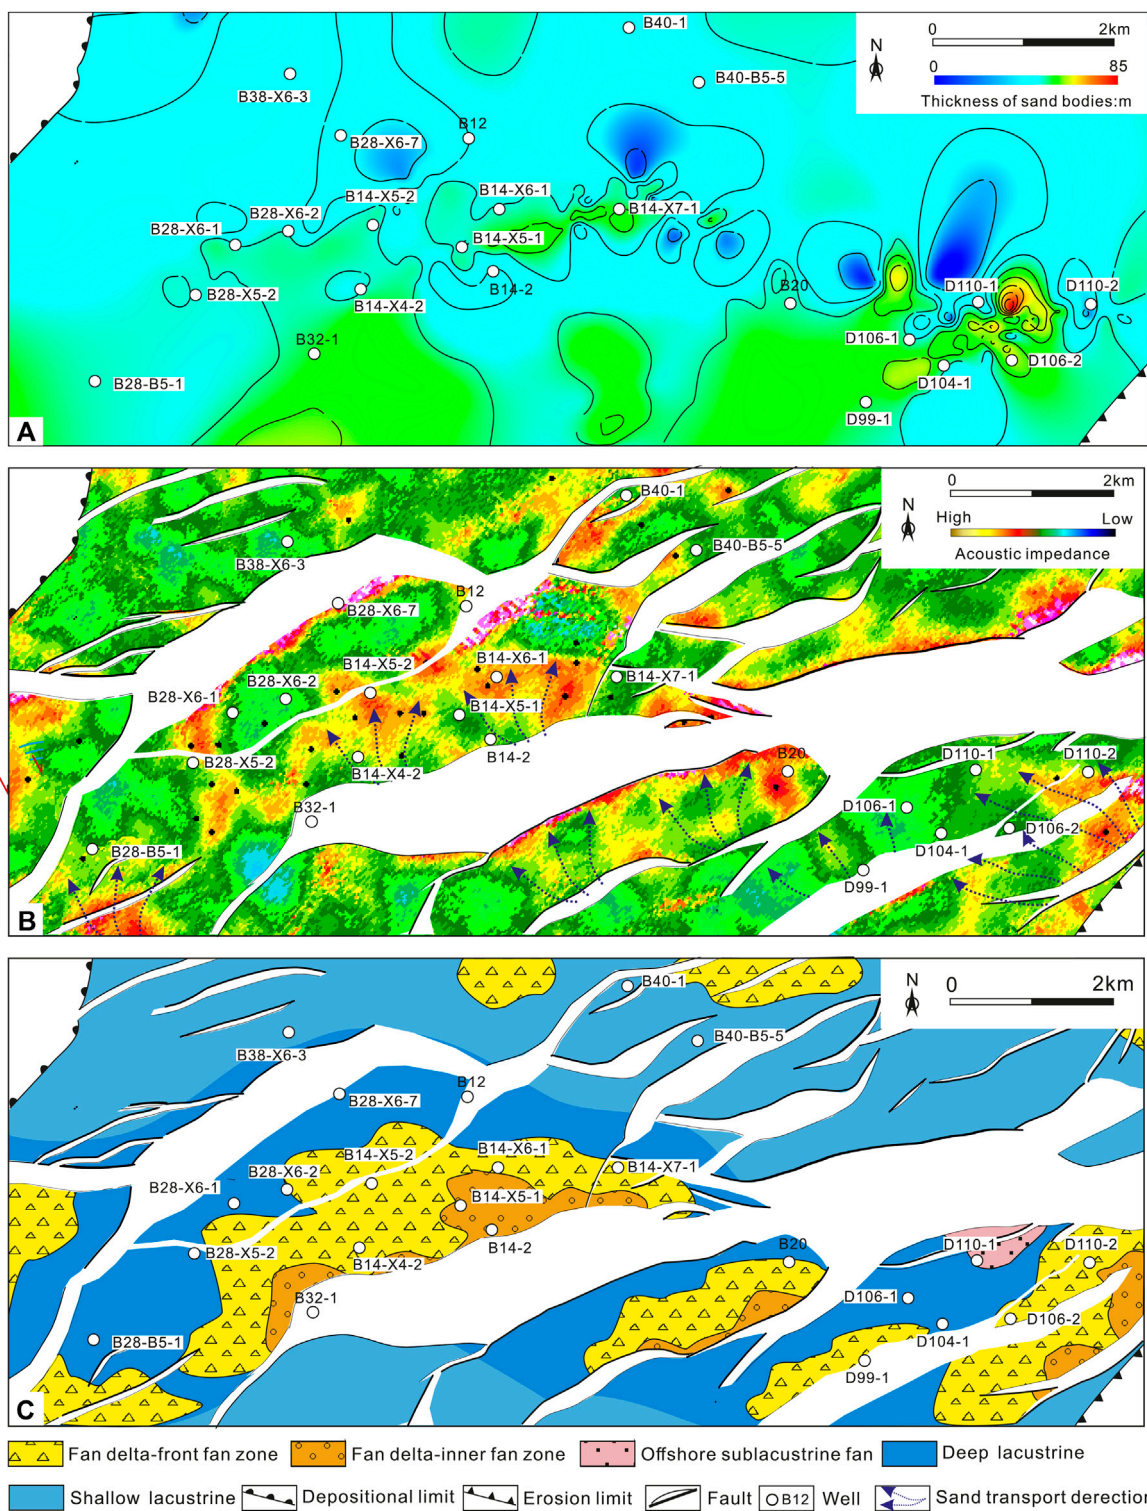 B40-1
0 2km
N
B38-X6-3
B40-B5-5
0 85
Thickness of sand bodies:m
B12
B28-X6-7
B14-X6-1
B14-X5-2
B28-X6-2
B14-X7-1
B28-X6-1
B14-X5-1
B14-2
B28-X5-2
B14-X4-2
B20
D110-1
D110-2
B32-1
D106-1
D106-2
B28-B5-1
D104-1
D99-1
A
B40-1
0 2km
N
High Low
Acoustic impedance
B38-X6-3
B40-B5-5
B12
B28-X6-7
B14-X6-1
B14-X5-2
B28-X6-2
B14-X7-1
B28-X6-1
B14-X5-1
B14-2
D110-1
D110-2
B28-X5-2
B14-X4-2
B20
B32-1
D106-1
D106-2
D104-1
B28-B5-1
D99-1
B
B40-1
N
0 2km
B38-X6-3
B40-B5-5
B12
B28-X6-7
B14-X6-1
B14-X5-2
B14-X7-1
B28-X6-2
B28-X6-1
B14-X5-1
B14-2
D110-1
D110-2
B28-X5-2
B14-X4-2
B20
B32-1
D106-1
D106-2
B28-B5-1
D104-1
D99-1
C
Fan delta-front fan zone Fan delta-inner fan zone Offshore sublacustrine fan Deep lacustrine
Shallow lacustrine Depositional limit Erosion limit Fault B12 Well Sand transport derection